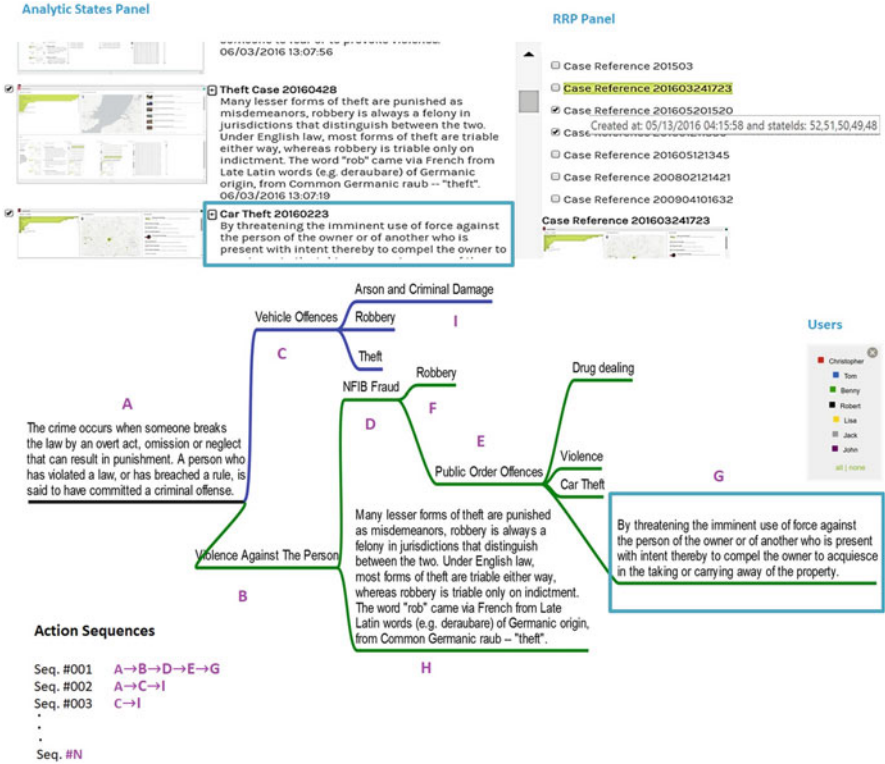 Analytic States Panel
06/03/2016 13:07:56
Theft Case 20160428
Many lesser forms of theft are punished as
misdemeanors, robbery is always a felony in
jurisdictions that distinguish between the two.
Under English law, most forms of theft are triable
either way, whereas robbery is triable only on
indictment. The word "rob" came via French from
Late Latin words (e.g. deraubare) of Germanic
origin, from Common Germanic raub -- "theft".
06/03/2016 13:07:19
Car Theft 20160223
By threatening the imminent use of force against
the person of the owner or of another who is
present with intent thereby to compel the owner to
RRP Panel
Case Reference 201503
Case Reference 201603241723
Case Reference 201605201520
Case
Created at: 05/13/2016 04:15:58 and stateIds: 52,51,50,49,48
Case Reference 201605121345
Case Reference 200802121421
Case Reference 200904101632
Case Reference 201603241723
Arson and Criminal Damage
Vehicle Offences
Robbery
I
C
Theft
Users
Christopher
Tom
Benny
Robert
Lisa
Jack
John
all | none
A
NFIB Fraud
Robbery
Drug dealing
D
F
The crime occurs when someone breaks
the law by an overt act, omission or neglect
that can result in punishment. A person who
has violated a law, or has breached a rule, is
said to have committed a criminal offense.
E
Public Order Offences
Violence
Car Theft
G
By threatening the imminent use of force against
the person of the owner or of another who is present
with intent thereby to compel the owner to acquiesce
in the taking or carrying away of the property.
Violence Against The Person
B
Many lesser forms of theft are punished
as misdemeanors, robbery is always a
felony in jurisdictions that distinguish
between the two. Under English law,
most forms of theft are triable either way,
whereas robbery is triable only on indictment.
The word "rob" came via French from Late
Latin words (e.g. deraubare) of Germanic origin,
from Common Germanic raub -- "theft".
H
Action Sequences
Seq. #001 A→B→D→E→G
Seq. #002 A→C→I
Seq. #003 C→I
.
.
.
Seq. #N